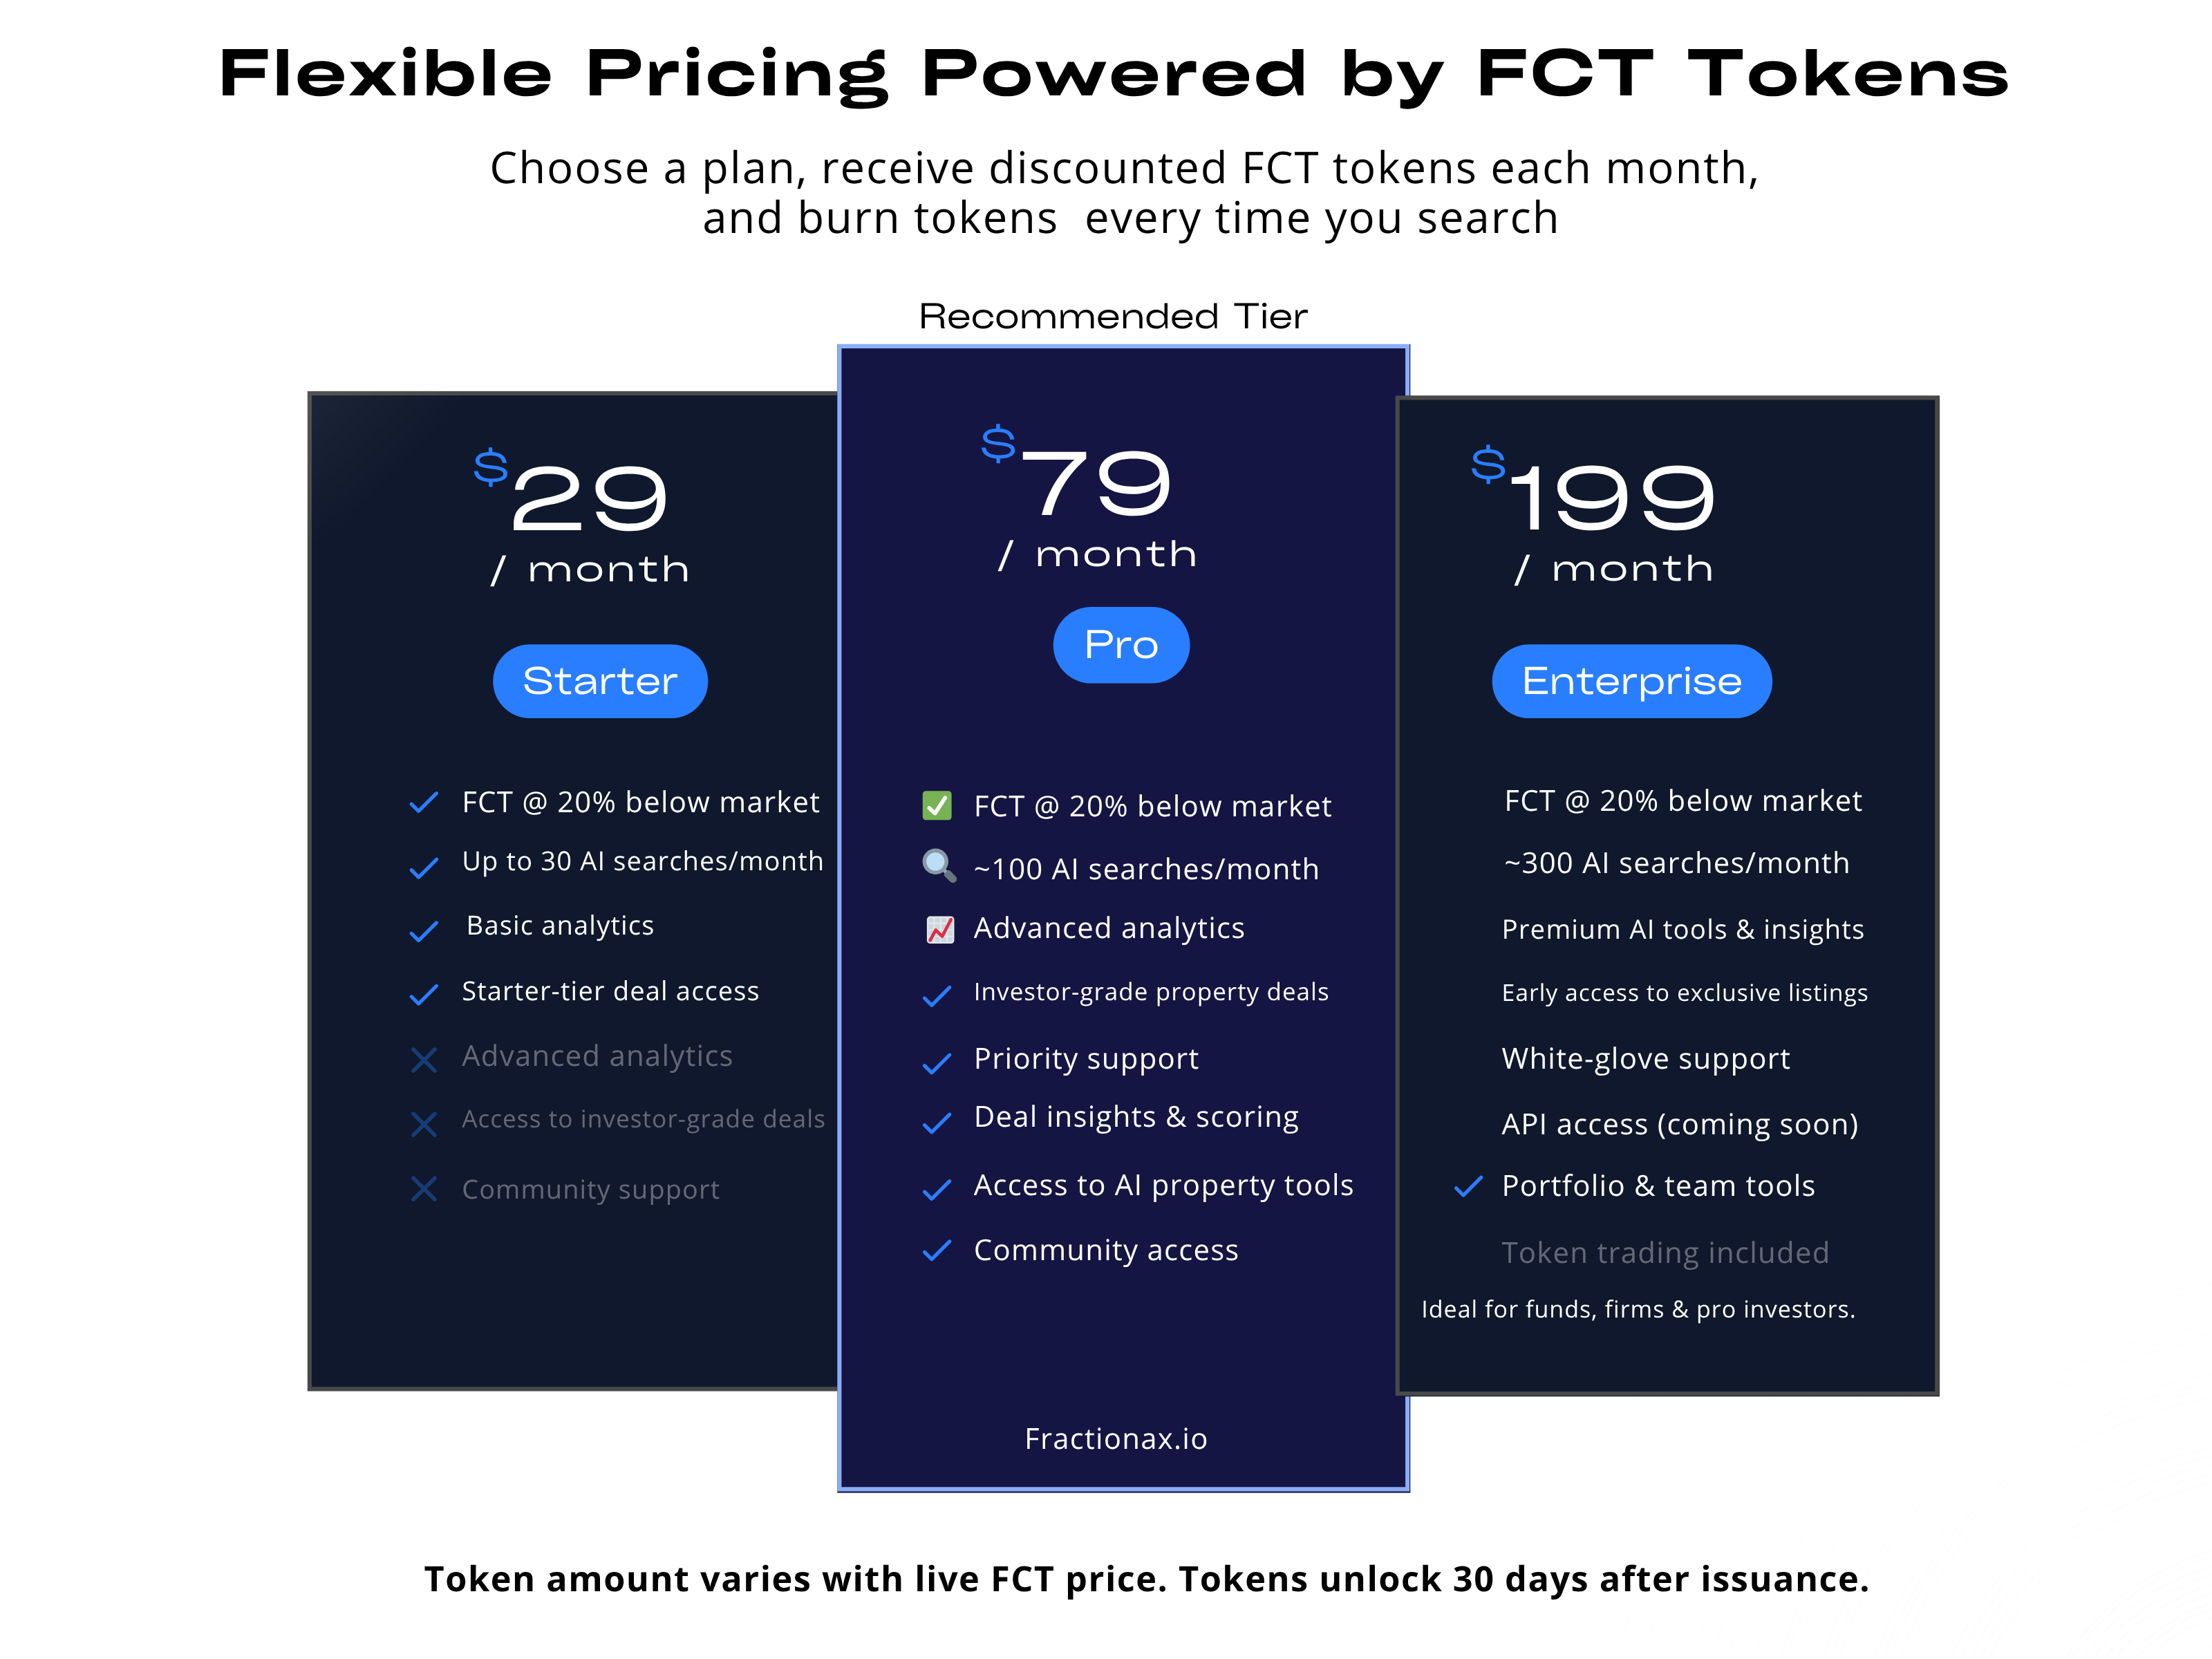 Flexible Pricing Powered by FCT Tokens
Choose a plan, receive discounted FCT tokens each month,
and burn tokens  every time you search
Recommended Tier
$29
/ month
Starter
FCT @ 20% below market
Up to 30 AI searches/month
Basic analytics
Starter-tier deal access
Advanced analytics
Access to investor-grade deals
Community support
$79
/ month
Pro
FCT @ 20% below market
~100 AI searches/month
Advanced analytics
Investor-grade property deals
Priority support
Deal insights & scoring
Access to AI property tools
Community access
Fractionax.io
$199
/ month
Enterprise
FCT @ 20% below market
~300 AI searches/month
Premium AI tools & insights
Early access to exclusive listings
White-glove support
API access (coming soon)
Portfolio & team tools
Token trading included
Ideal for funds, firms & pro investors.
Token amount varies with live FCT price. Tokens unlock 30 days after issuance.